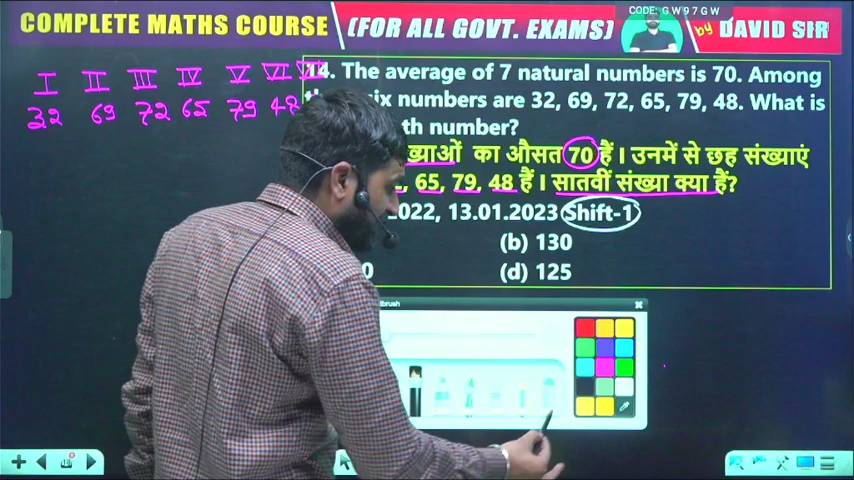 CODE: GW97GW
COMPLETE MATHS COURSE (FOR ALL GOVT. EXAMS) by DAVID SIR
I II III IV V VI VII
32 69 72 65 79 48
14. The average of 7 natural numbers is 70. Among
numbers are 32, 69, 72, 65, 79, 48. What is
number?
का औसत 70 हैं । उनमें से छह संख्याएं
65, 79, 48 हैं । सातवीं संख्या क्या हैं?
2022, 13.01.2023 Shift-1
(b) 130
(d) 125